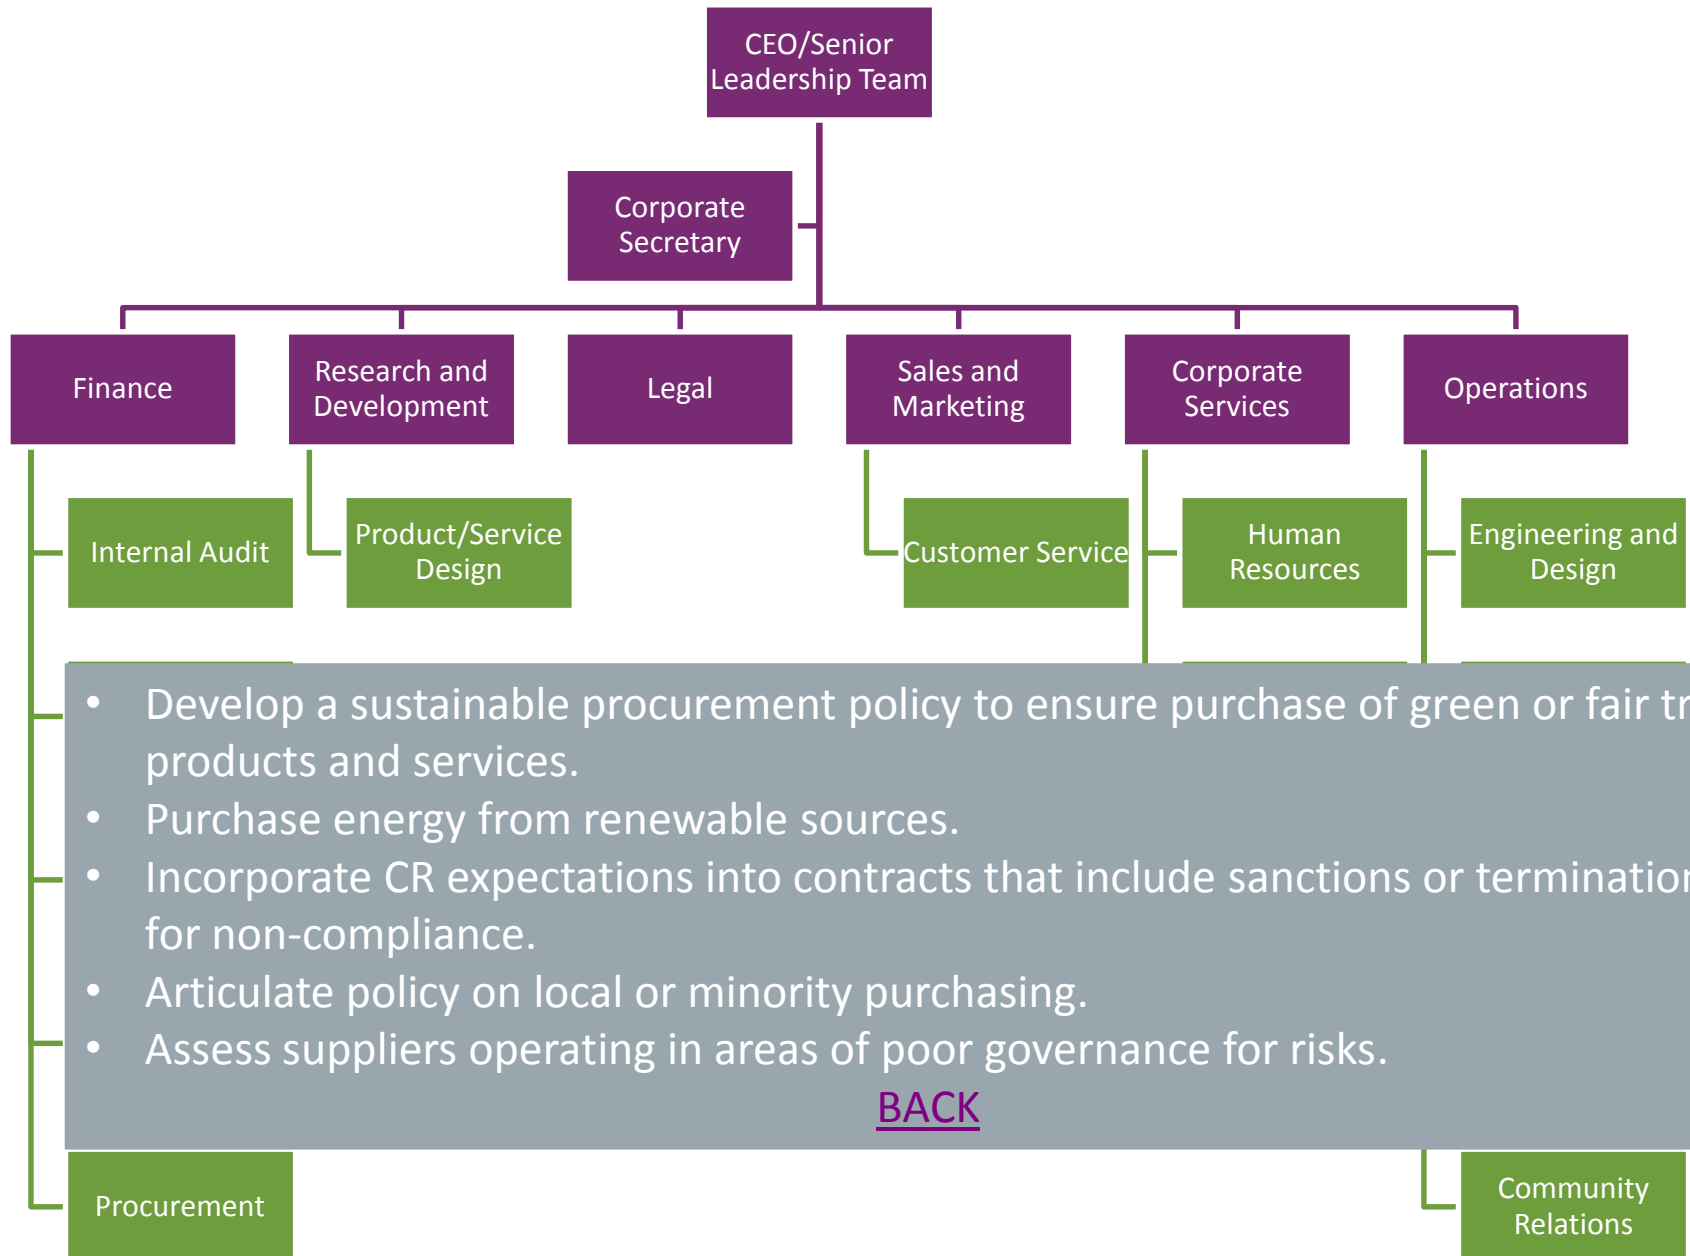 CEO/Senior
Leadership Team
Corporate
Secretary
Finance
Research and
Development
Legal
Sales and
Marketing
Corporate
Services
Operations
Internal Audit
Product/Service
Design
Customer Service
Human
Resources
Engineering and
Design
• Develop a sustainable procurement policy to ensure purchase of green or fair
products and services.
• Purchase energy from renewable sources.
• Incorporate CR expectations into contracts that include sanctions or termination
for non-compliance.
• Articulate policy on local or minority purchasing.
• Assess suppliers operating in areas of poor governance for risks.
BACK
Procurement
Community
Relations